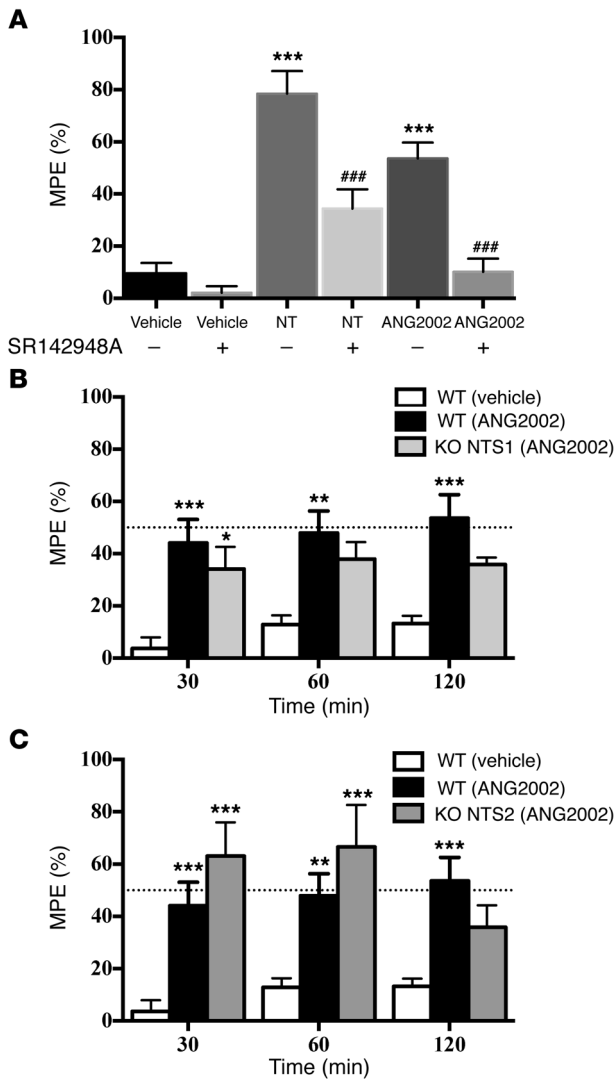 A
100
80
60
40
20
0
MPE (%)
***
###
***
###
Vehicle Vehicle NT NT ANG2002 ANG2002
SR142948A – + – + – +
B
100
80
60
40
20
0
MPE (%)
WT (vehicle)
WT (ANG2002)
KO NTS1 (ANG2002)
*** * ** ***
30 60 120
Time (min)
C
100
80
60
40
20
0
MPE (%)
WT (vehicle)
WT (ANG2002)
KO NTS2 (ANG2002)
*** *** ** *** ***
30 60 120
Time (min)